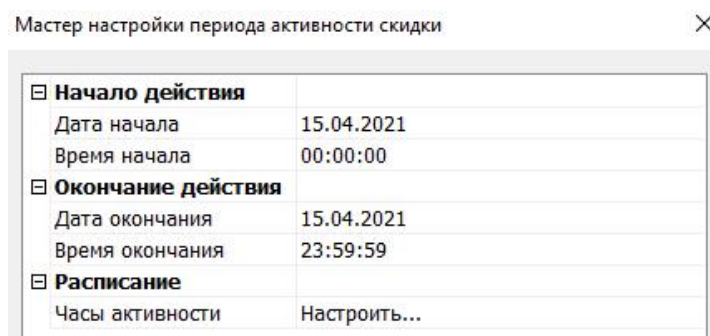 Мастер настройки периода активности скидки
Начало действия
Дата начала 15.04.2021
Время начала 00:00:00
Окончание действия
Дата окончания 15.04.2021
Время окончания 23:59:59
Расписание
Часы активности Настроить...